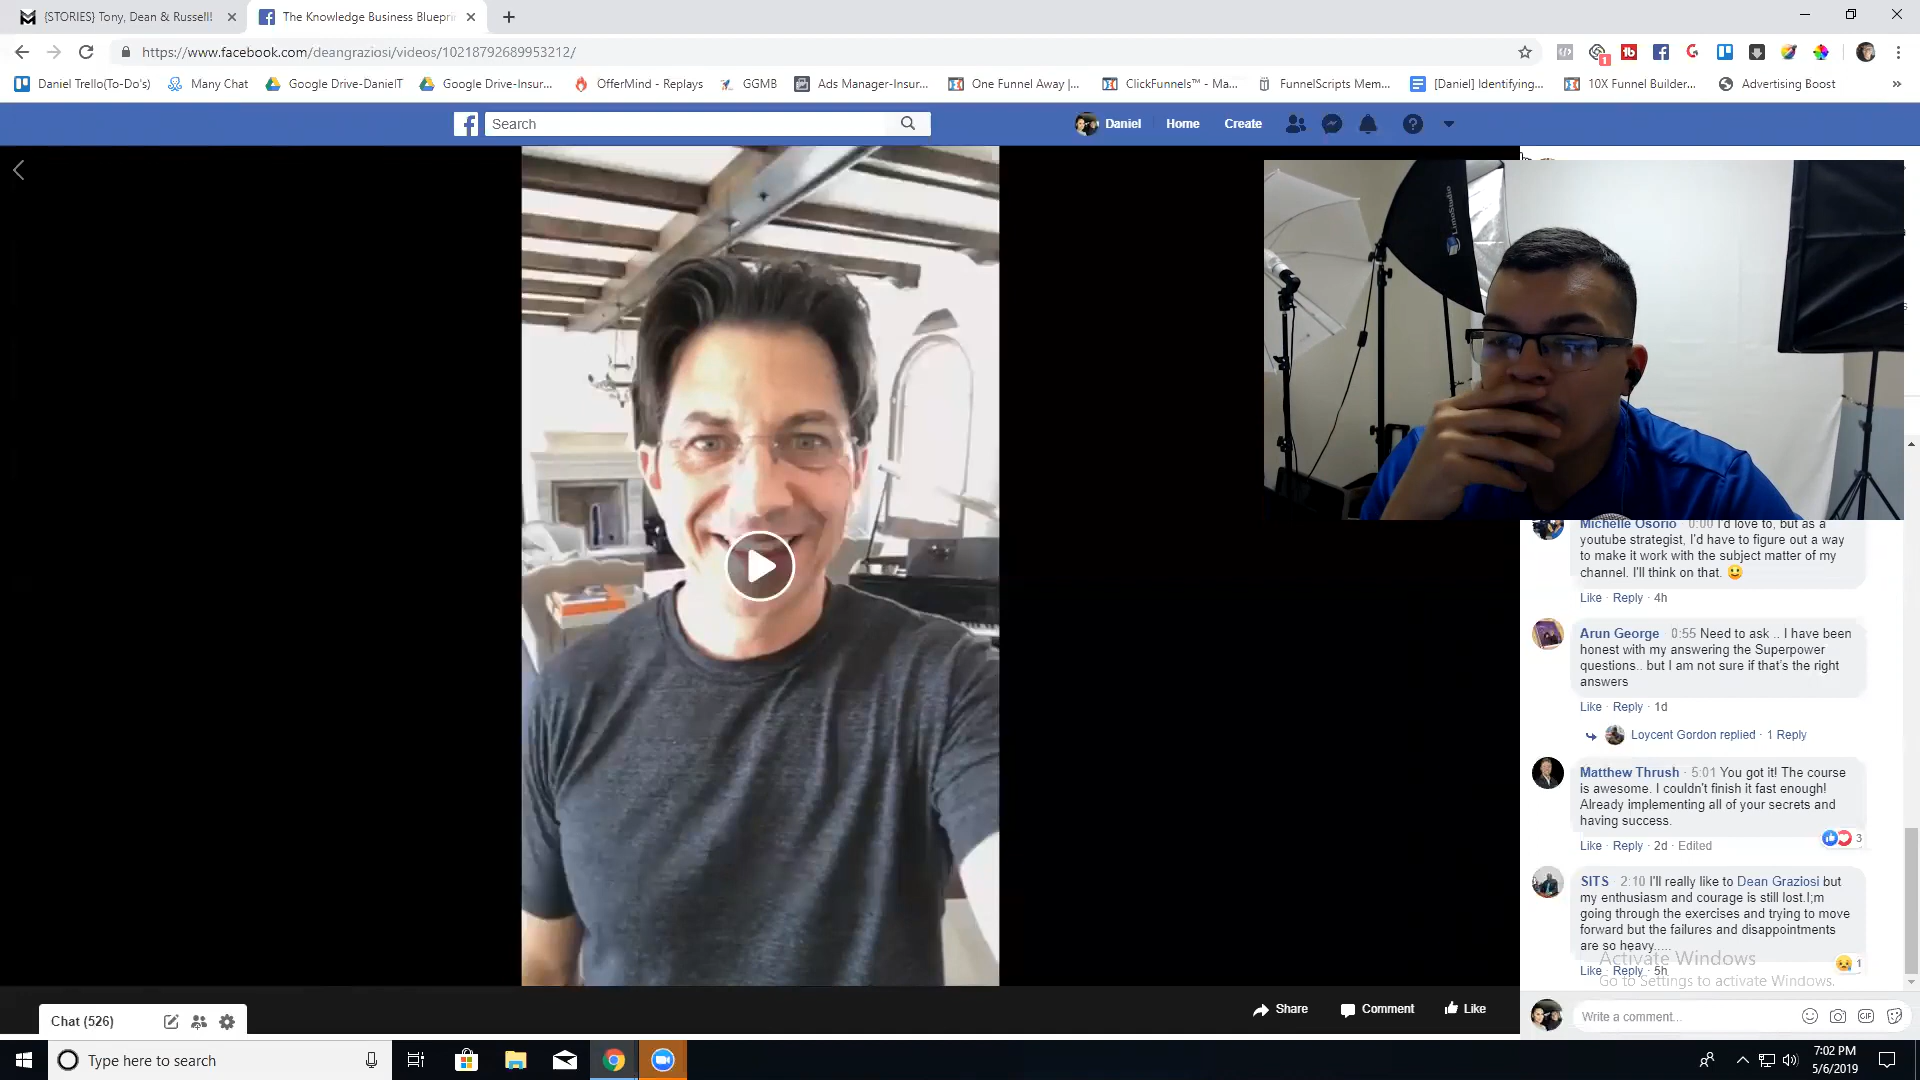 {STORIES} Tony, Dean & Russell!
The Knowledge Business Blueprin
https://www.facebook.com/deangraziosi/videos/10218792689953212/
Daniel Trello(To-Do's)
Many Chat
Google Drive-DanielT
Google Drive-Insur...
OfferMind - Replays
GGMB
Ads Manager-Insur...
One Funnel Away |...
ClickFunnels™ - Ma...
FunnelScripts Mem...
[Daniel] Identifying...
10X Funnel Builder...
Advertising Boost
Search
Daniel
Home
Create
LimoStudio
Michelle Osorio · 0:00 I'd love to, but as a
youtube strategist, I'd have to figure out a way
to make it work with the subject matter of my
channel. I'll think on that.
Like · Reply · 4h
Arun George · 0:55 Need to ask .. I have been
honest with my answering the Superpower
questions.. but I am not sure if that's the right
answers
Like · Reply · 1d
Loycent Gordon replied · 1 Reply
Matthew Thrush · 5:01 You got it! The course
is awesome. I couldn't finish it fast enough!
Already implementing all of your secrets and
having success.
3
Like · Reply · 2d · Edited
SITS · 2:10 I'll really like to Dean Graziosi but
my enthusiasm and courage is still lost.I;m
going through the exercises and trying to move
forward but the failures and disappointments
are so heavy.....
1
Like · Reply · 5h
Activate Windows
Go to Settings to activate Windows.
Share
Comment
Like
Chat (526)
Write a comment...
GIF
Type here to search
7:02 PM
5/6/2019